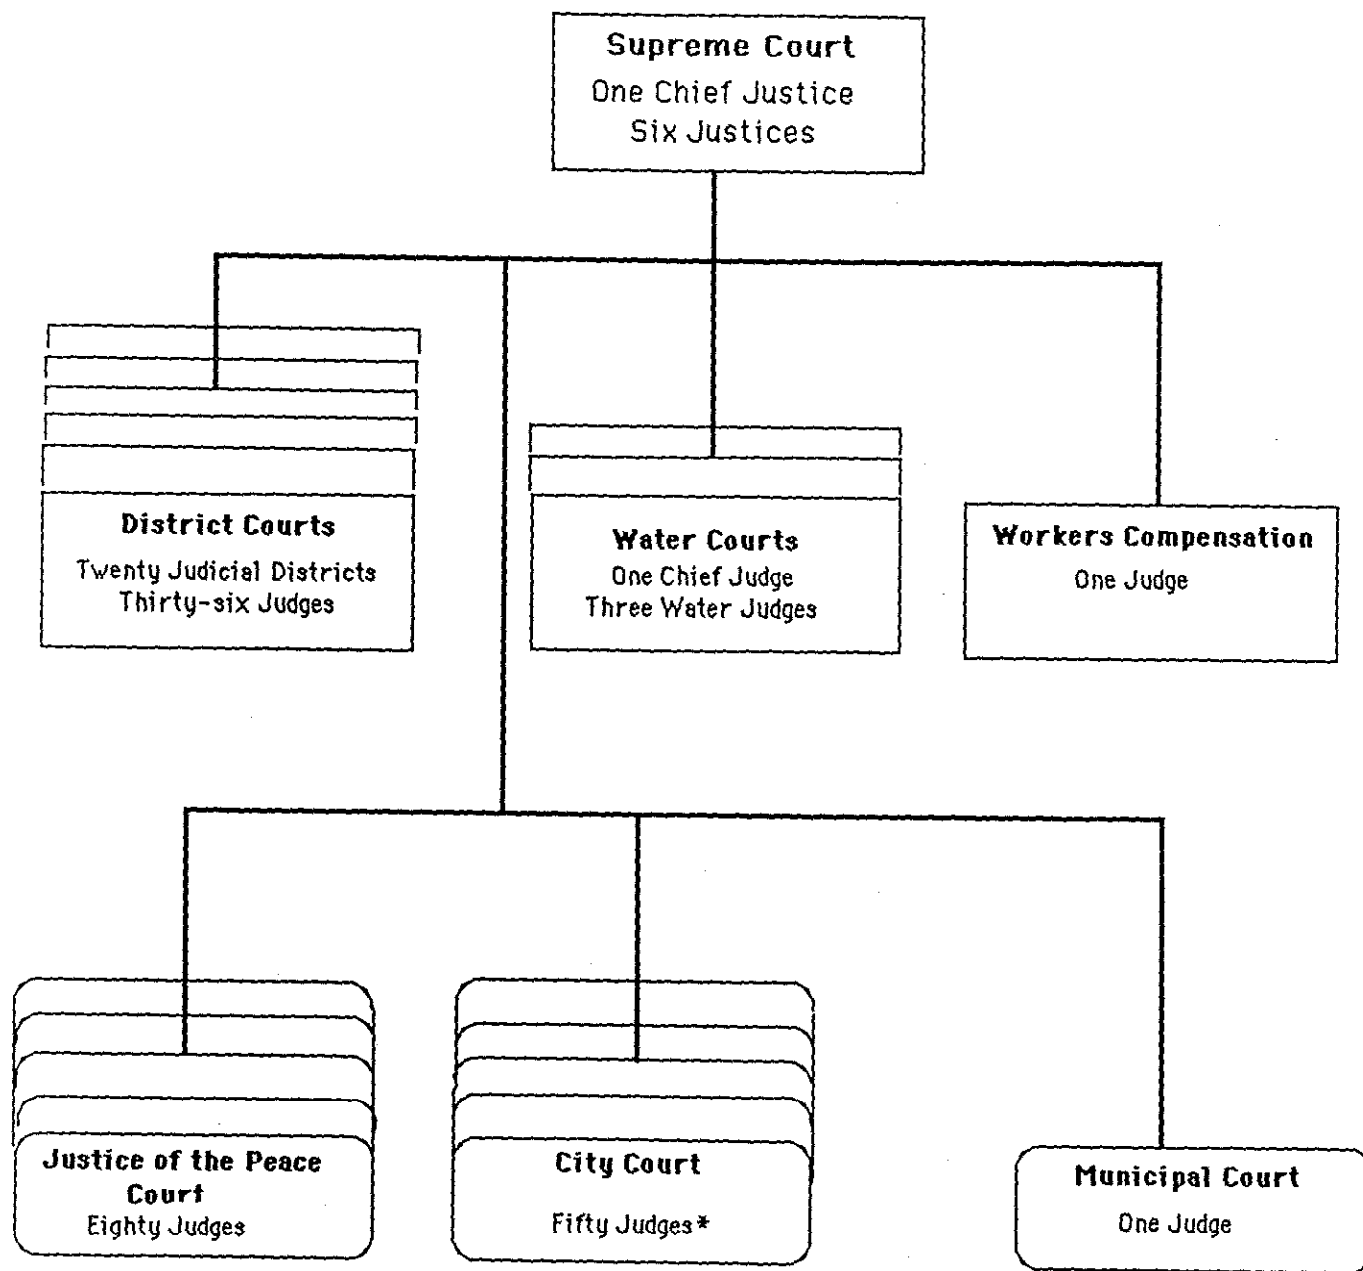 Supreme Court
One Chief Justice
Six Justices
District Courts
Twenty Judicial Districts
Thirty-six Judges
Water Courts
One Chief Judge
Three Water Judges
Workers Compensation
One Judge
Justice of the Peace
Court
Eighty Judges
City Court
Fifty Judges*
Municipal Court
One Judge